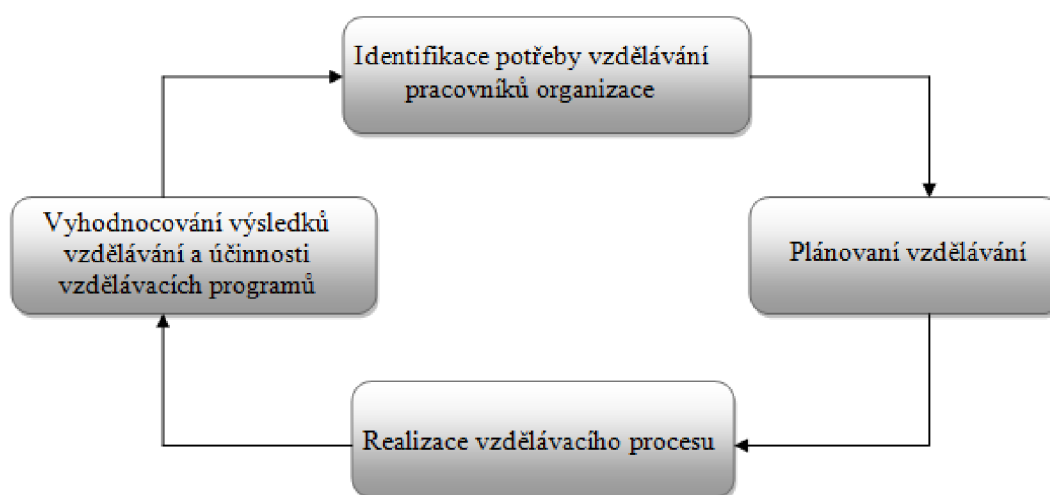 Identifikace potřeby vzdělávání
pracovníků organizace
Vyhodnocování výsledků
vzdělávání a účinnosti
vzdělávacích programů
Plánovaní vzdělávání
Realizace vzdělávacího procesu